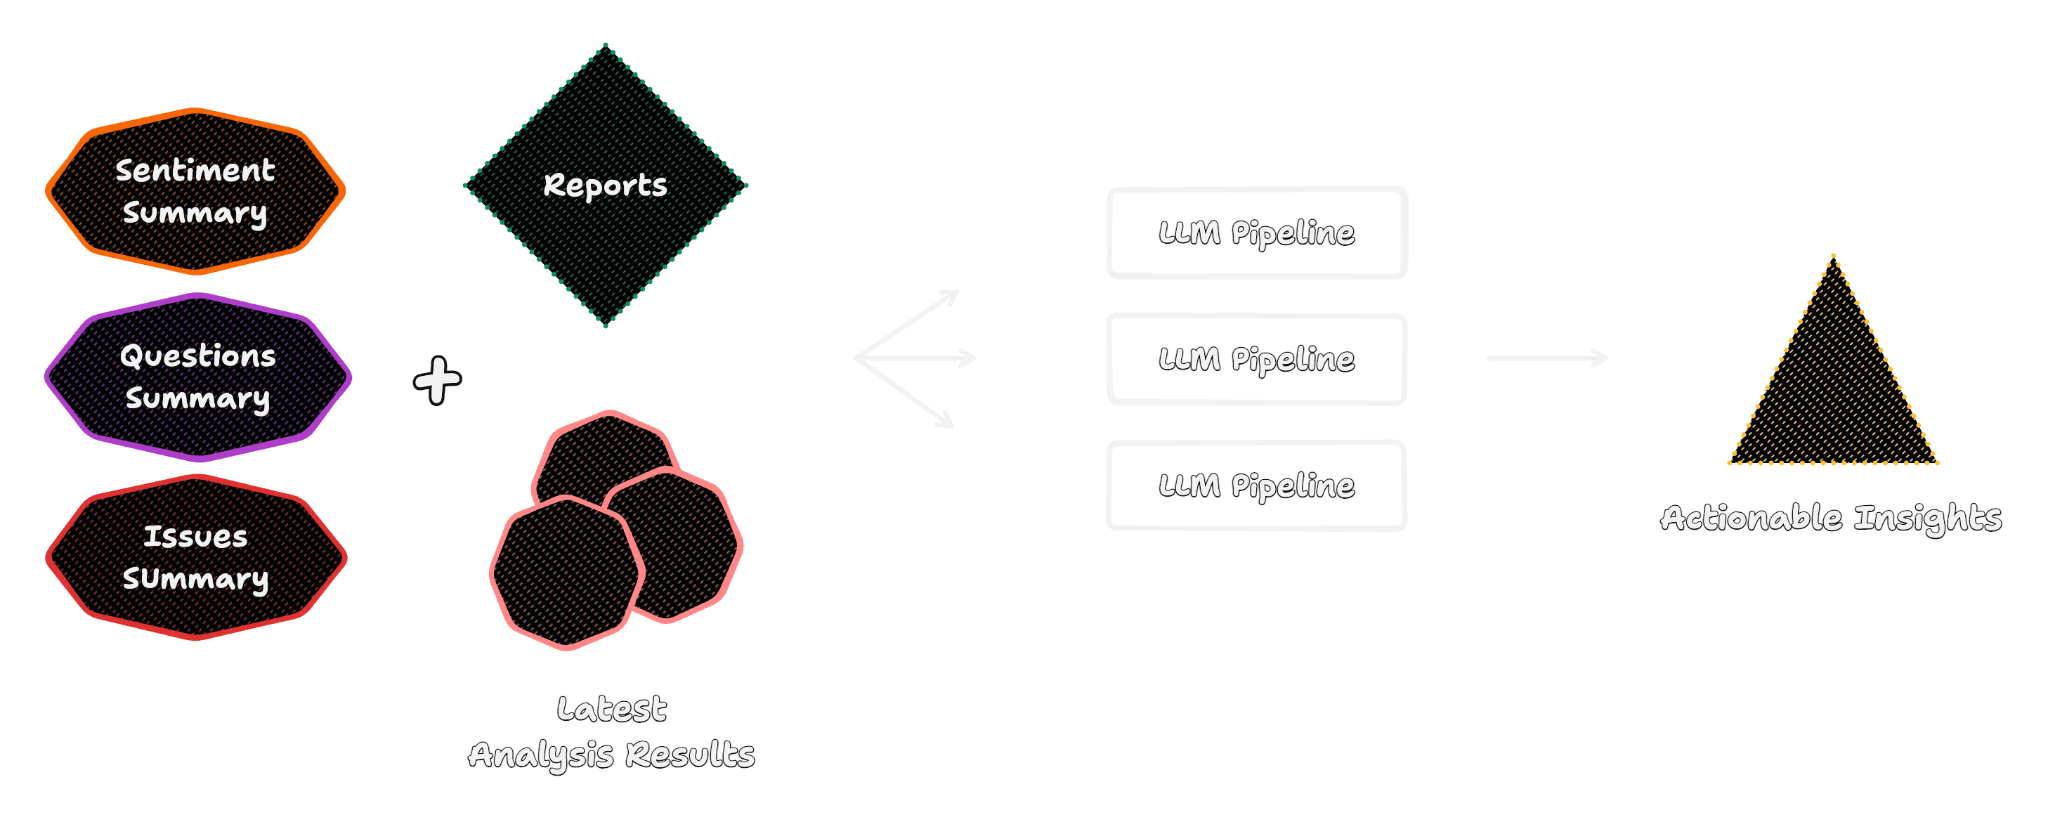 Sentiment
Summary
Questions
Summary
Issues
SUmmary
Reports
Latest
Analysis Results
LLM Pipeline
LLM Pipeline
LLM Pipeline
Actionable Insights